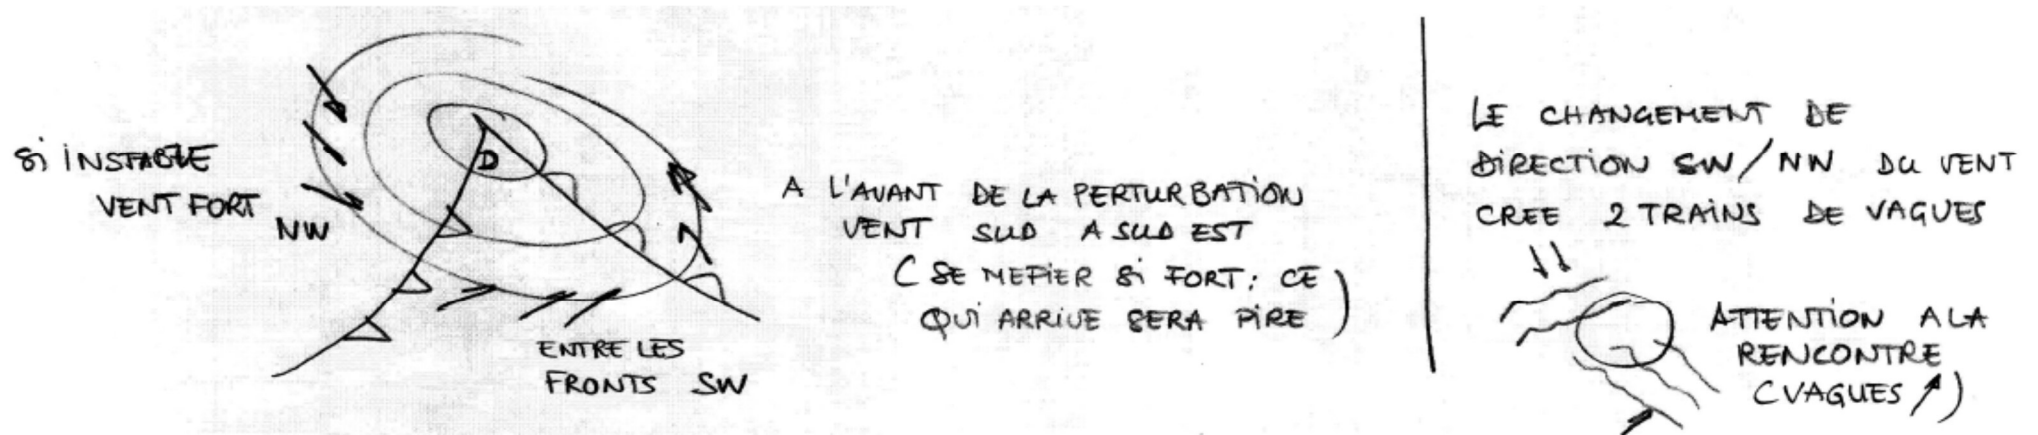 Si INSTABLE
VENT FORT
NW
D
ENTRE LES
FRONTS SW
A L'AVANT DE LA PERTURBATION
VENT SUD A SUD EST
(SE MEFIER Si FORT: CE
QUI ARRIVE SERA PIRE)
LE CHANGEMENT DE
DIRECTION SW/NW DU VENT
CREE 2 TRAINS DE VAGUES
ATTENTION A LA
RENCONTRE
(VAGUES ↗)